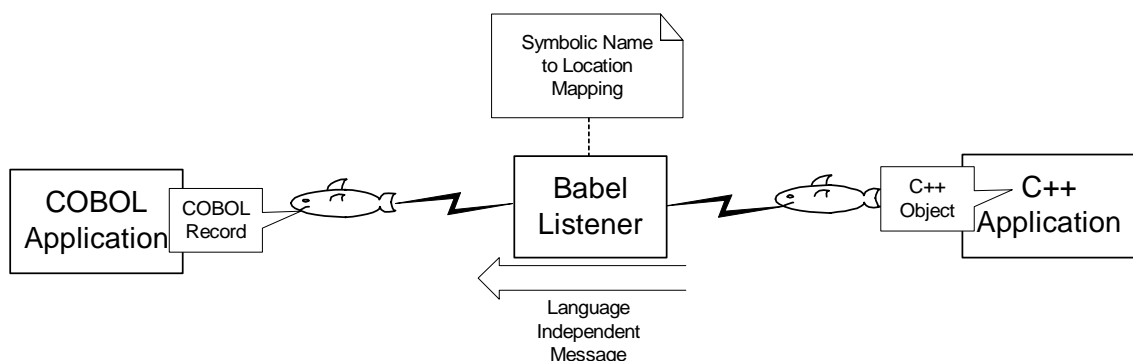 Symbolic Name
to Location
Mapping
COBOL
Application
COBOL
Record
Babel
Listener
C++
Object
C++
Application
Language
Independent
Message